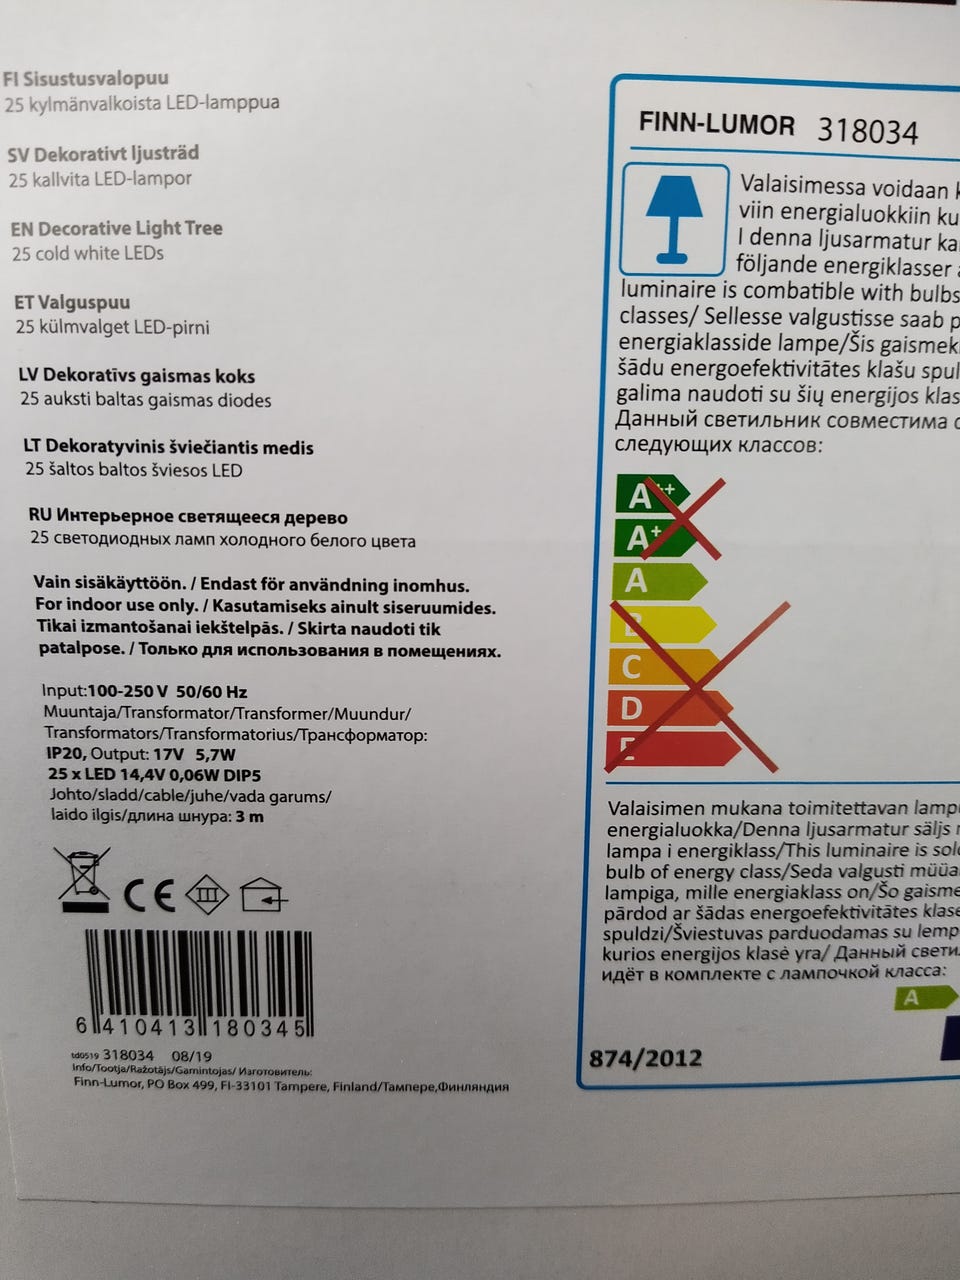 FI Sisustusvalopuu
25 kylmänvalkoista LED-lamppua
SV Dekorativt ljusträd
25 kallvita LED-lampor
EN Decorative Light Tree
25 cold white LEDs
ET Valguspuu
25 külmvalget LED-pirni
LV Dekoratīvs gaismas koks
25 auksti baltas gaismas diodes
LT Dekoratyvinis šviečiantis medis
25 šaltos baltos šviesos LED
RU Интерьерное светящееся дерево
25 светодиодных ламп холодного белого цвета
Vain sisäkäyttöön. / Endast för användning inomhus.
For indoor use only. / Kasutamiseks ainult siseruumides.
Tikai izmantošanai iekštelpās. / Skirta naudoti tik
patalpose. / Только для использования в помещениях.
Input:100-250 V 50/60 Hz
Muuntaja/Transformator/Transformer/Muundur/
Transformators/Transformatorius/Трансформатор:
IP20, Output: 17V 5,7W
25 x LED 14,4V 0,06W DIP5
Johto/sladd/cable/juhe/vada garums/
laido ilgis/длина шнура: 3 m
CE III
6 410413 180345
td0519 318034 08/19
Info/Tootja/Ražotājs/Gamintojas/ Изготовитель:
Finn-Lumor, PO Box 499, FI-33101 Tampere, Finland/Тампере,Финляндия
FINN-LUMOR 318034
Valaisimessa voidaan
viin energialuokkiin
I denna ljusarmatur
följande energiklasser
luminaire is combatible with bulbs
classes/ Sellesse valgustisse saab
energiaklasside lampe/Šis
šādu energoefektivitātes klašu
galima naudoti su šių energijos
Данный светильник совместима
следующих классов:
A++
A+
A
B
C
D
E
Valaisimen mukana toimitettavan
energialuokka/Denna ljusarmatur säljs
lampa i energiklass/This luminaire is
bulb of energy class/Seda valgusti
lampiga, mille energiaklass on/Šo
pārdod ar šādas energoefektivitātes
spuldzi/Šviestuvas parduodamas su
kurios energijos klasė yra/ Данный
идёт в комплекте с лампочкой класса:
A
874/2012